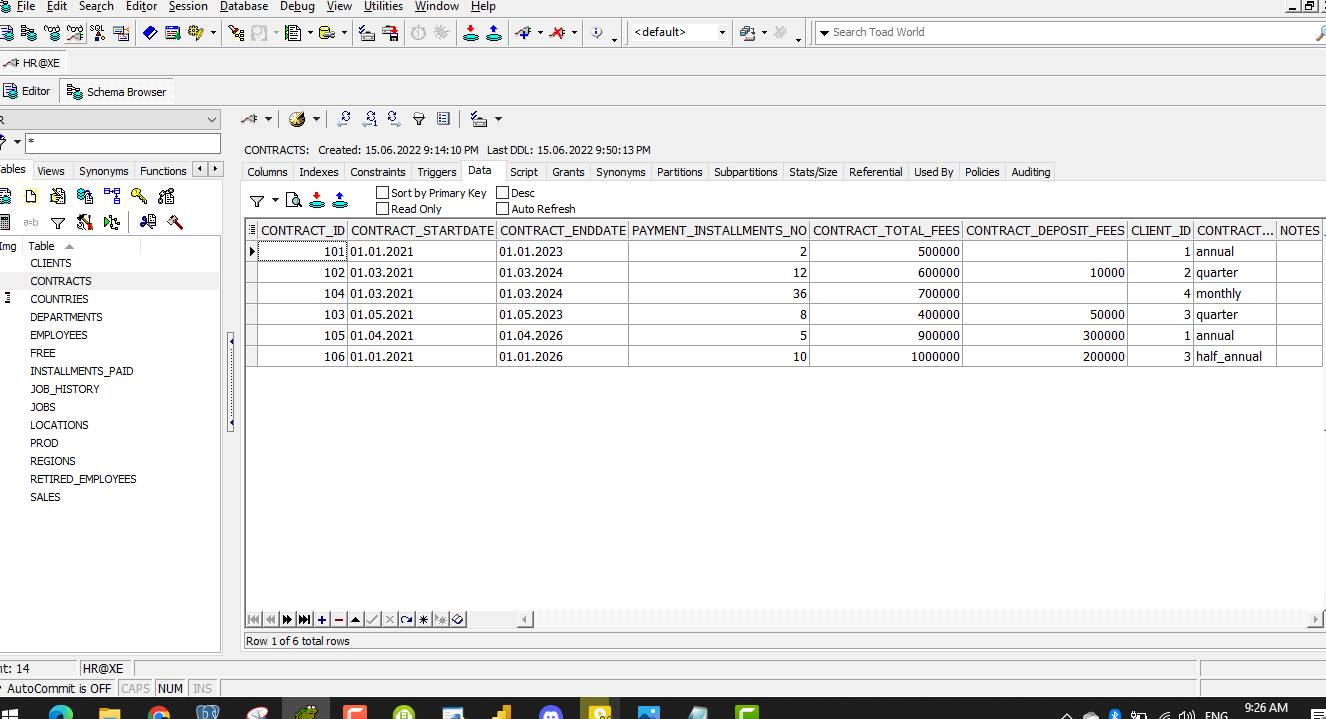 File Edit Search Editor Session Database Debug View Utilities Window Help
<default> Search Toad World
HR@XE
Editor Schema Browser
R
*
CONTRACTS: Created: 15.06.2022 9:14:10 PM Last DDL: 15.06.2022 9:50:13 PM
ables Views Synonyms Functions
Columns Indexes Constraints Triggers Data Script Grants Synonyms Partitions Subpartitions Stats/Size Referential Used By Policies Auditing
Sort by Primary Key Desc
Read Only Auto Refresh
Img Table
CLIENTS
CONTRACTS
COUNTRIES
DEPARTMENTS
EMPLOYEES
FREE
INSTALLMENTS_PAID
JOB_HISTORY
JOBS
LOCATIONS
PROD
REGIONS
RETIRED_EMPLOYEES
SALES
CONTRACT_ID CONTRACT_STARTDATE CONTRACT_ENDDATE PAYMENT_INSTALLMENTS_NO CONTRACT_TOTAL_FEES CONTRACT_DEPOSIT_FEES CLIENT_ID CONTRACT... NOTES
101 01.01.2021 01.01.2023 2 500000 1 annual
102 01.03.2021 01.03.2024 12 600000 10000 2 quarter
104 01.03.2021 01.03.2024 36 700000 4 monthly
103 01.05.2021 01.05.2023 8 400000 50000 3 quarter
105 01.04.2021 01.04.2026 5 900000 300000 1 annual
106 01.01.2021 01.01.2026 10 1000000 200000 3 half_annual
Row 1 of 6 total rows
nt: 14 HR@XE
AutoCommit is OFF CAPS NUM INS
ENG 9:26 AM